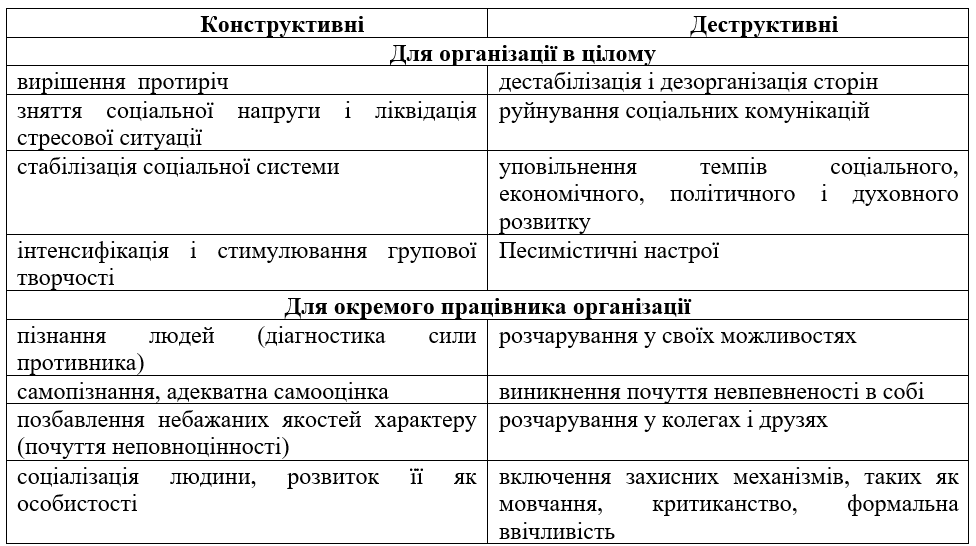 Конструктивні
Деструктивні
Для організації в цілому
вирішення протиріч
дестабілізація і дезорганізація сторін
зняття соціальної напруги і ліквідація
стресової ситуації
руйнування соціальних комунікацій
стабілізація соціальної системи
уповільнення темпів соціального,
економічного, політичного і духовного
розвитку
інтенсифікація і стимулювання групової
творчості
Песимістичні настрої
Для окремого працівника організації
пізнання людей (діагностика сили
противника)
розчарування у своїх можливостях
самопізнання, адекватна самооцінка
виникнення почуття невпевненості в собі
позбавлення небажаних якостей характеру
(почуття неповноцінності)
розчарування у колегах і друзях
соціалізація людини, розвиток її як
особистості
включення захисних механізмів, таких як
мовчання, критиканство, формальна
ввічливість